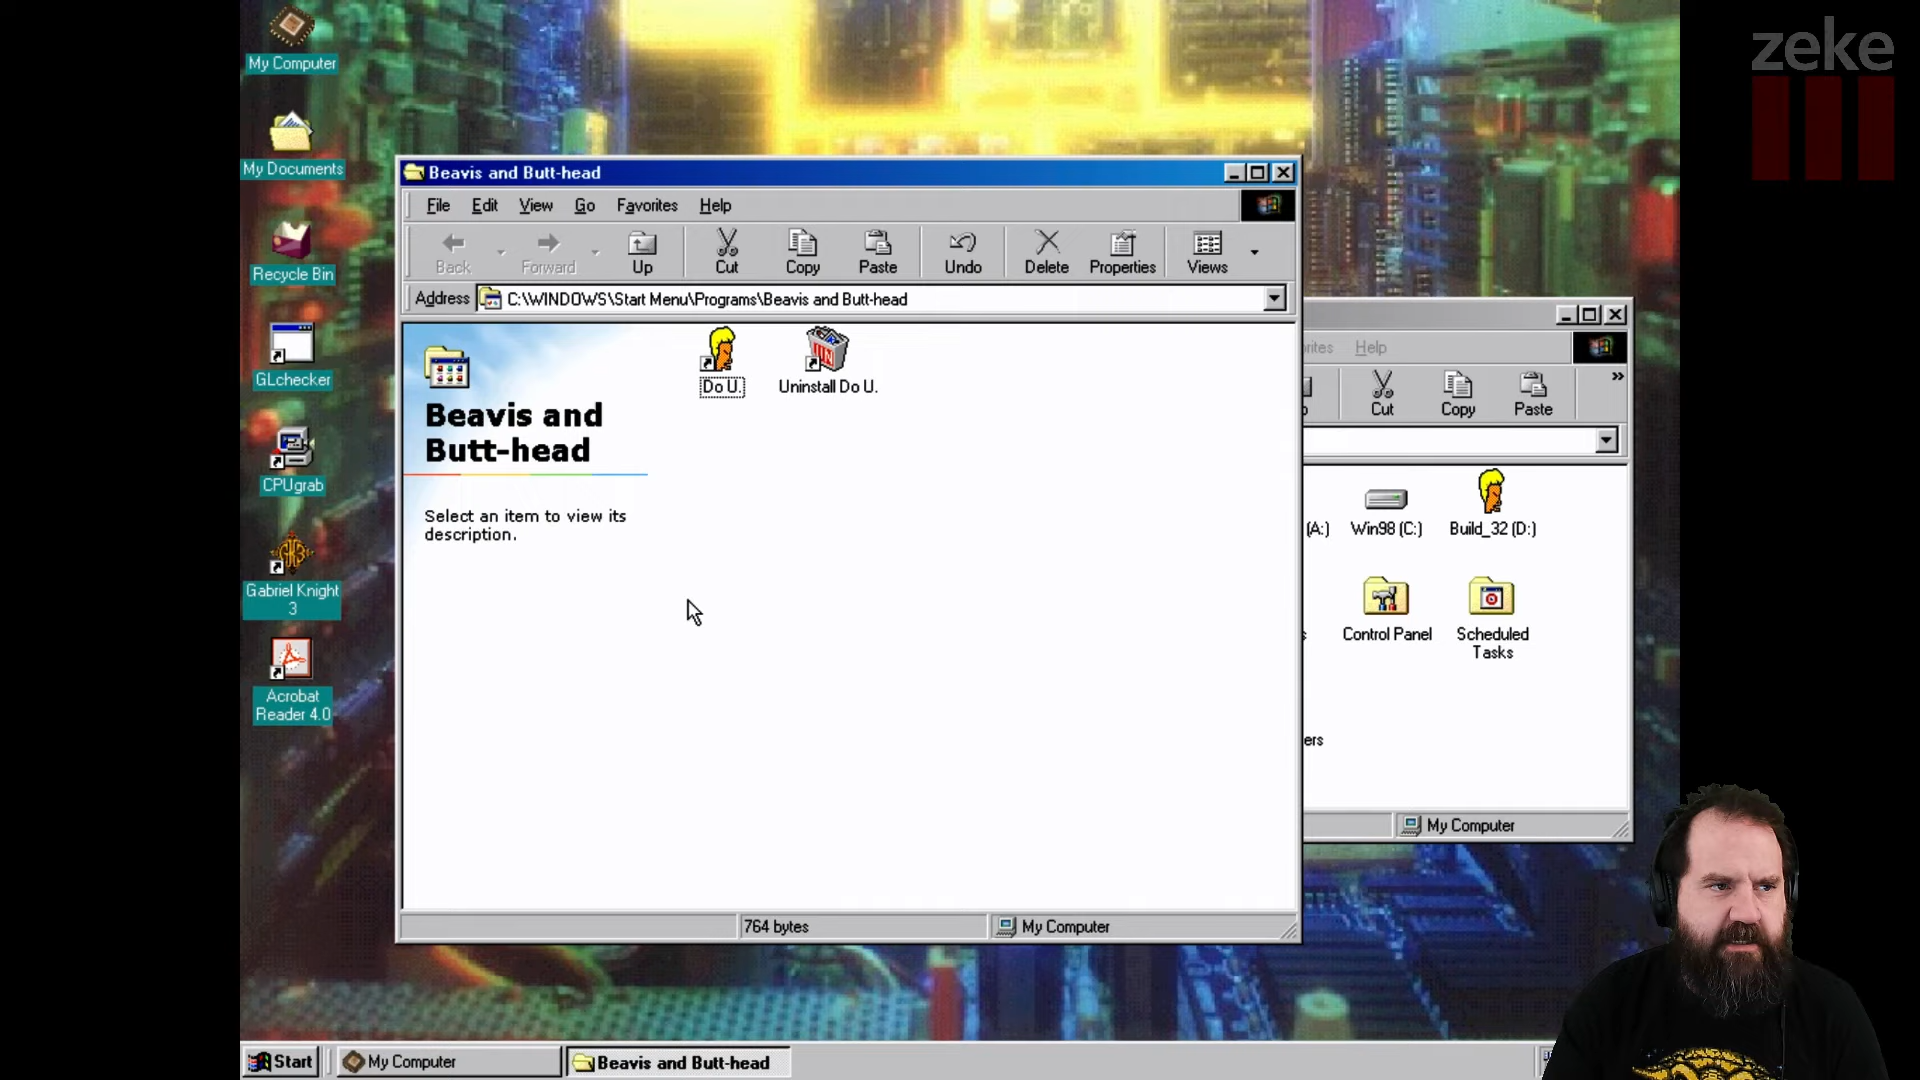 zeke
III
My Computer
My Documents
Recycle Bin
GLchecker
CPUgrab
Gabriel Knight
3
Acrobat
Reader 4.0
Beavis and Butt-head
File Edit View Go Favorites Help
Back Forward Up Cut Copy Paste Undo Delete Properties Views
Address C:\WINDOWS\Start Menu\Programs\Beavis and Butt-head
Beavis and
Butt-head
Select an item to view its
description.
Do U.
Uninstall Do U.
764 bytes
My Computer
rites Help
Cut Copy Paste »
(A:) Win98 (C:) Build_32 (D:)
s Control Panel Scheduled
Tasks
ers
My Computer
Start My Computer Beavis and Butt-head